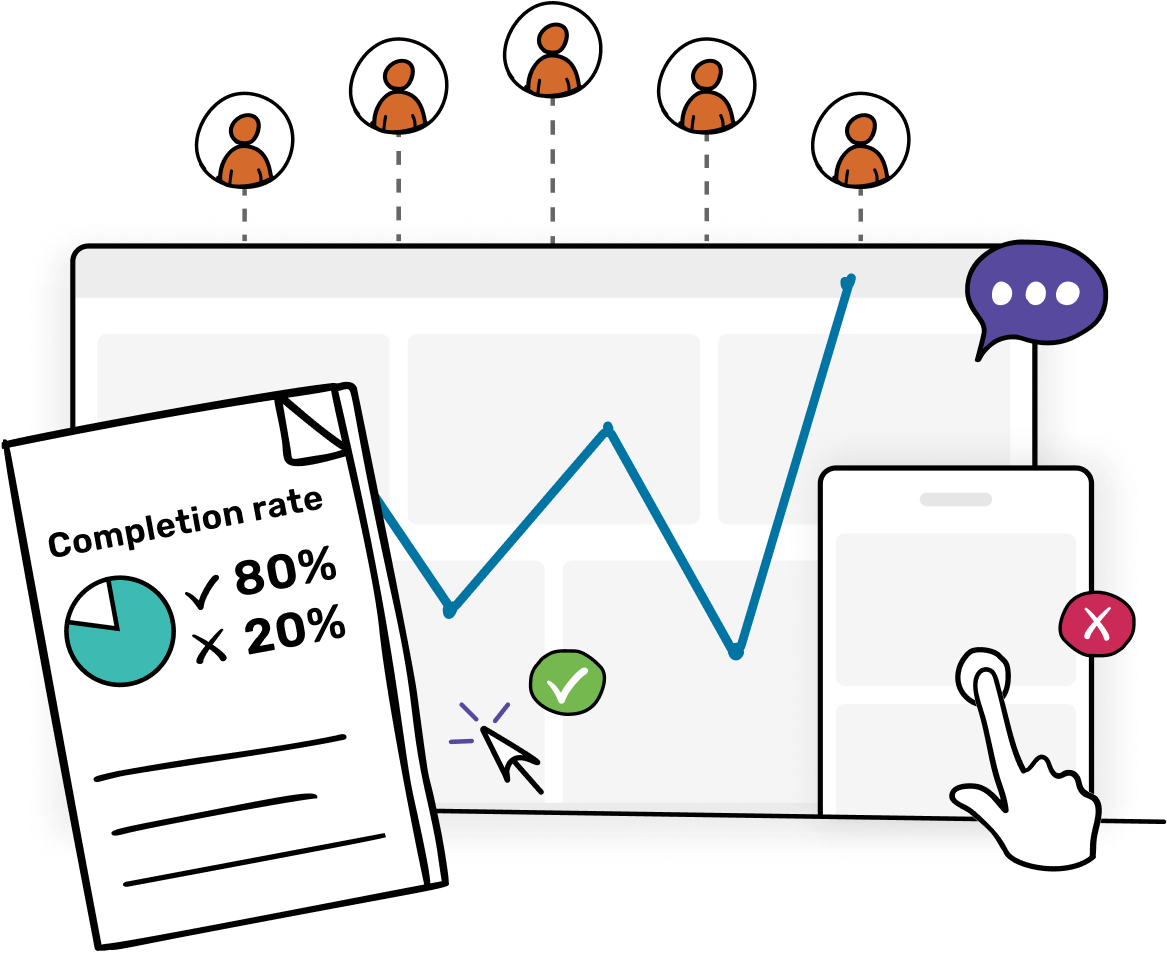 Completion rate
✓ 80%
✗ 20%